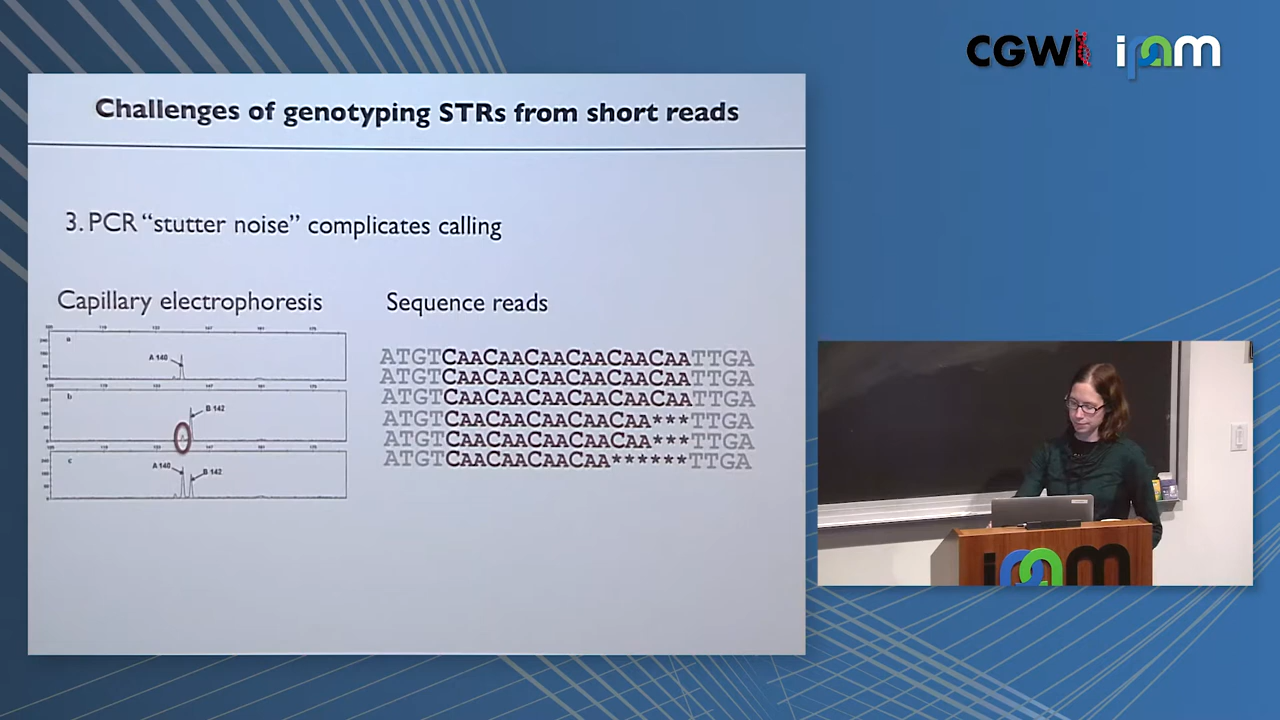 CGWI
ipam
Challenges of genotyping STRs from short reads
3. PCR “stutter noise” complicates calling
Capillary electrophoresis
Sequence reads
a
A 140
b
B 142
c
A 140
B 142
ATGTCAACAACAACAACAACAATTGA
ATGTCAACAACAACAACAACAATTGA
ATGTCAACAACAACAACAACAATTGA
ATGTCAACAACAACAACAA***TTGA
ATGTCAACAACAACAACAA***TTGA
ATGTCAACAACAACAA******TTGA
ipam